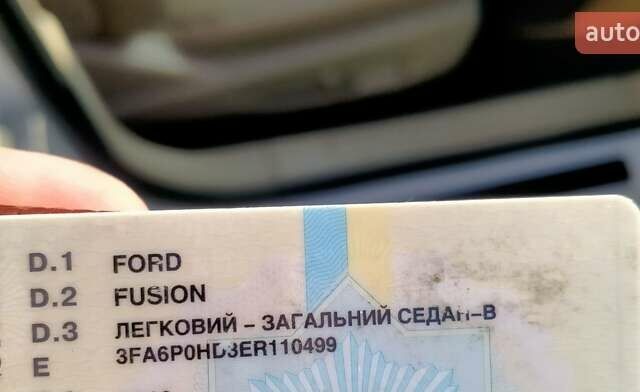 auto
D.1 FORD
D.2 FUSION
D.3 ЛЕГКОВИЙ – ЗАГАЛЬНИЙ СЕДАН-В
E 3FA6P0HD3ER110499